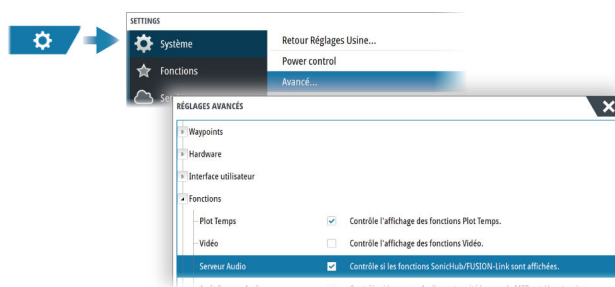 SETTINGS
Système
Fonctions
Retour Réglages Usine...
Power control
Avancé...
RÉGLAGES AVANCÉS
Waypoints
Hardware
Interface utilisateur
Fonctions
Plot Temps Contrôle l'affichage des fonctions Plot Temps.
Vidéo Contrôle l'affichage des fonctions Vidéo.
Serveur Audio Contrôle si les fonctions SonicHub/FUSION-Link sont affichées.